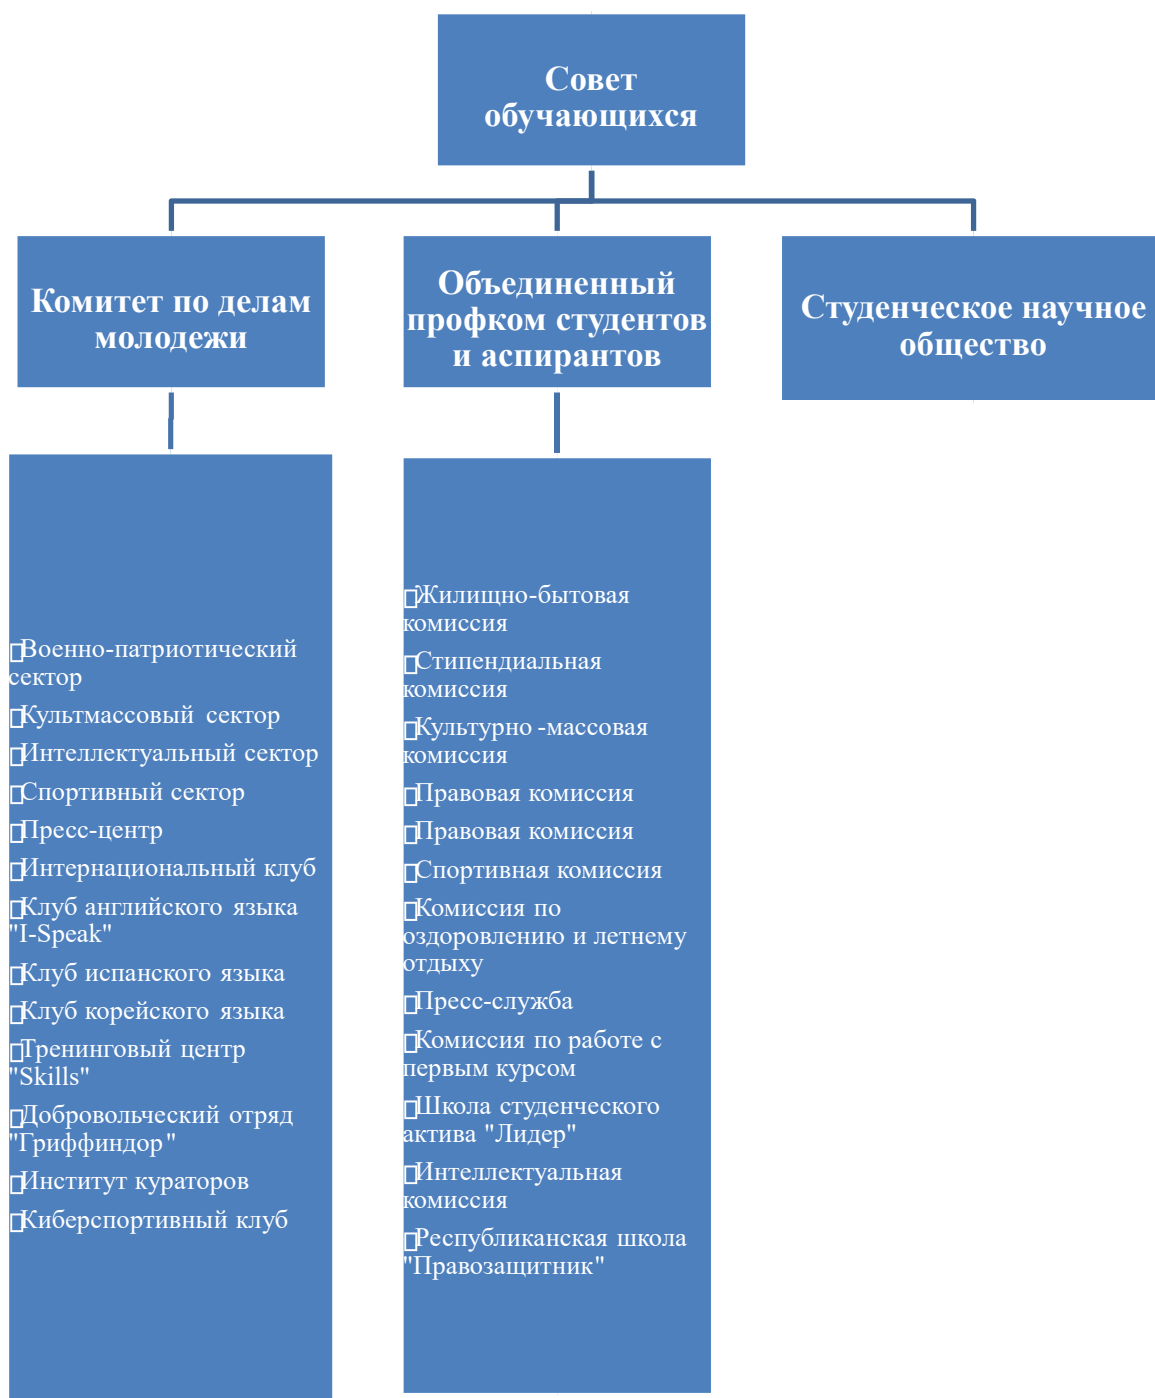 Совет
обучающихся
Комитет по делам
молодежи
Объединенный
профком студентов
и аспирантов
Студенческое научное
общество
Военно-патриотический
сектор
Культмассовый сектор
Интеллектуальный сектор
Спортивный сектор
Пресс-центр
Интернациональный клуб
Клуб английского языка
"I-Speak"
Клуб испанского языка
Клуб корейского языка
Тренинговый центр
"Skills"
Добровольческий отряд
"Гриффиндор"
Институт кураторов
Киберспортивный клуб
Жилищно-бытовая
комиссия
Стипендиальная
комиссия
Культурно -массовая
комиссия
Правовая комиссия
Правовая комиссия
Спортивная комиссия
Комиссия по
оздоровлению и летнему
отдыху
Пресс-служба
Комиссия по работе с
первым курсом
Школа студенческого
актива "Лидер"
Интеллектуальная
комиссия
Республиканская школа
"Правозащитник"